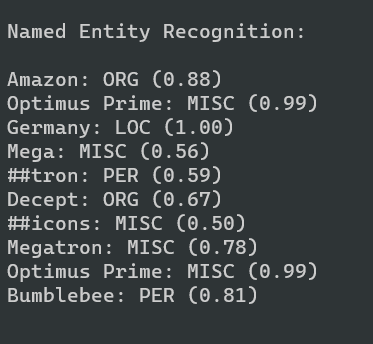 Named Entity Recognition:
Amazon: ORG (0.88)
Optimus Prime: MISC (0.99)
Germany: LOC (1.00)
Mega: MISC (0.56)
##tron: PER (0.59)
Decept: ORG (0.67)
##icons: MISC (0.50)
Megatron: MISC (0.78)
Optimus Prime: MISC (0.99)
Bumblebee: PER (0.81)